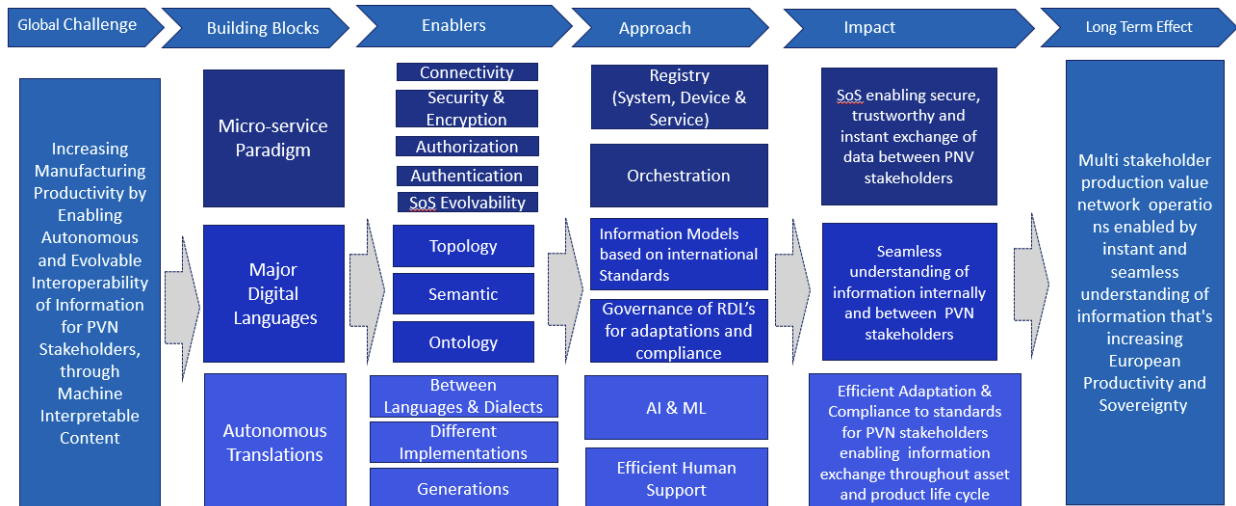 Global Challenge
Building Blocks
Enablers
Approach
Impact
Long Term Effect
Increasing
Manufacturing
Productivity by
Enabling
Autonomous
and Evolvable
Interoperability
of Information
for PVN
Stakeholders,
through
Machine
Interpretable
Content
Micro-service
Paradigm
Major
Digital
Languages
Autonomous
Translations
Connectivity
Security &
Encryption
Authorization
Authentication
SoS Evolvability
Topology
Semantic
Ontology
Between
Languages & Dialects
Different
Implementations
Generations
Registry
(System, Device &
Service)
Orchestration
Information Models
based on international
Standards
Governance of RDL's
for adaptations and
compliance
AI & ML
Efficient Human
Support
SoS enabling secure,
trustworthy and
instant exchange of
data between PNV
stakeholders
Seamless
understanding of
information internally
and between PVN
stakeholders
Efficient Adaptation &
Compliance to standards
for PVN stakeholders
enabling information
exchange throughout asset
and product life cycle
Multi stakeholder
production value
network operatio
ns enabled by
instant and
seamless
understanding of
information that's
increasing
European
Productivity and
Sovereignty